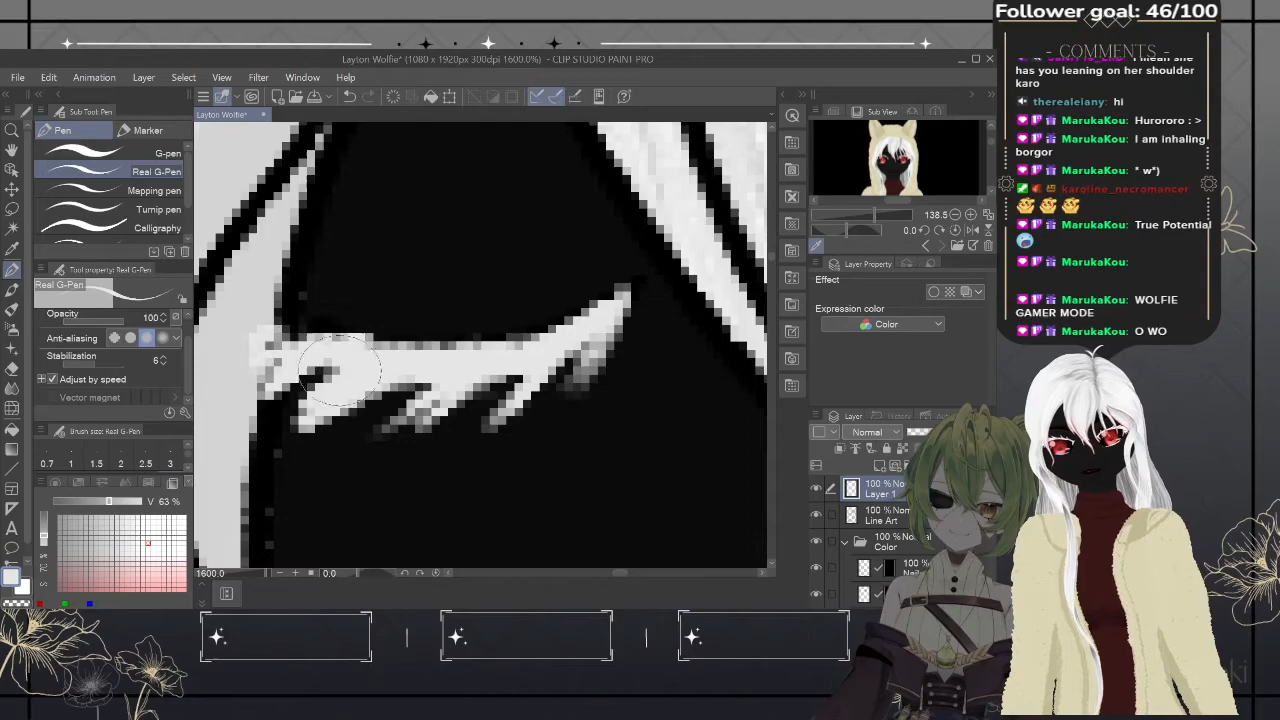 Follower goal: 46/100
- COMMENTS -
has you leaning on her shoulder
karo
therealelany: hi
MarukaKou: Hurororo : >
MarukaKou: I am inhaling
borgor
MarukaKou: * w*)
karoline_necromancer
MarukaKou: True Potential
MarukaKou:
MarukaKou: WOLFIE
GAMER MODE
MarukaKou: O WO
Layton Wolfie* (1080 x 1920px 300dpi 1600.0%) - CLIP STUDIO PAINT PRO
File Edit Animation Layer Select View Filter Window Help
Sub Tool: Pen
Layton Wolfie*
Sub View
Pen Marker
G-pen
Real G-Pen
Mapping pen
Turnip pen
Calligraphy
Tool property: Real G-Pen
Real G-Pen
Opacity 100
Anti-aliasing
Stabilization 6
Adjust by speed
Vector magnet
Brush size: Real G-Pen
0.7 1 1.5 2 2.5 3
V 63 %
1600.0 0.0
138.5
0.0
Layer Property
Effect
Expression color
Color
Layer
Normal
Layer 1
Line Art
Color